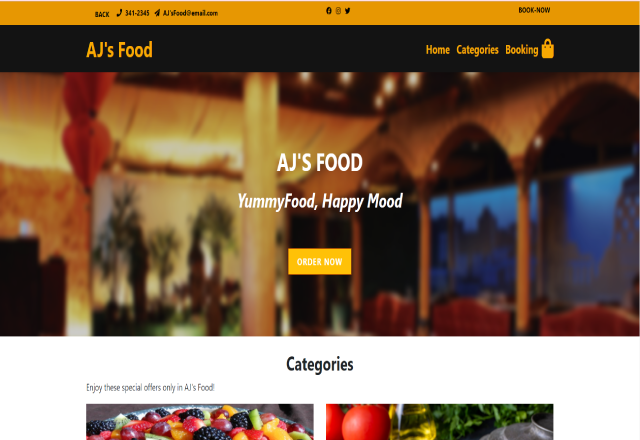 BACK 341-2345 AJ'sFood@email.com BOOK-NOW
AJ's Food Home Categories Booking
AJ'S FOOD
YummyFood, Happy Mood
ORDER NOW
Categories
Enjoy these special offers only in AJ's Food!